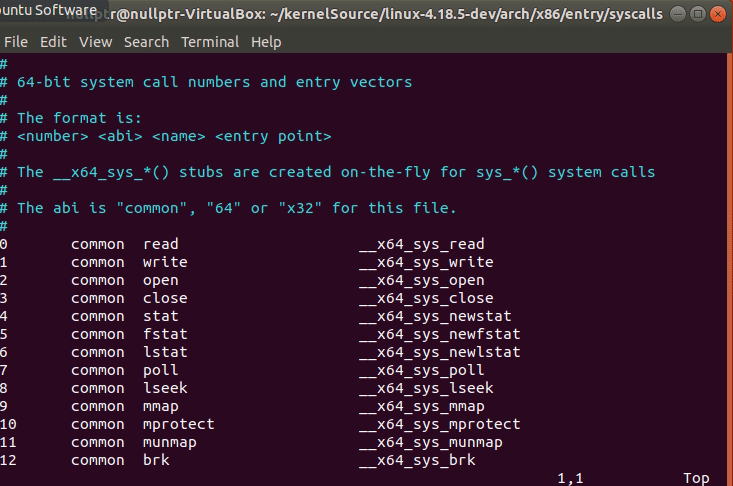 untu Software
nullptr@nullptr-VirtualBox: ~/kernelSource/linux-4.18.5-dev/arch/x86/entry/syscalls
File Edit View Search Terminal Help
#
# 64-bit system call numbers and entry vectors
#
# The format is:
# <number> <abi> <name> <entry point>
#
# The __x64_sys_*() stubs are created on-the-fly for sys_*() system calls
#
# The abi is "common", "64" or "x32" for this file.
#
0 common read __x64_sys_read
1 common write __x64_sys_write
2 common open __x64_sys_open
3 common close __x64_sys_close
4 common stat __x64_sys_newstat
5 common fstat __x64_sys_newfstat
6 common lstat __x64_sys_newlstat
7 common poll __x64_sys_poll
8 common lseek __x64_sys_lseek
9 common mmap __x64_sys_mmap
10 common mprotect __x64_sys_mprotect
11 common munmap __x64_sys_munmap
12 common brk __x64_sys_brk
1,1 Top